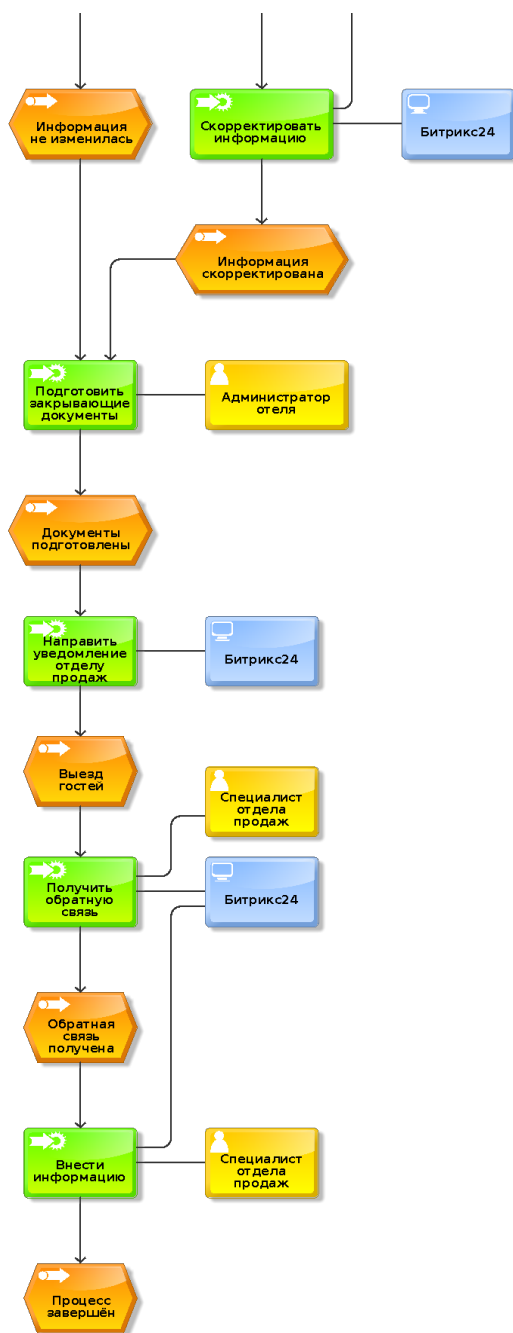 Информация
не изменилась
Скорректировать
информацию
Битрикс24
Информация
скорректирована
Подготовить
закрывающие
документы
Администратор
отеля
Документы
подготовлены
Направить
уведомление
отделу
продаж
Битрикс24
Выезд
гостей
Специалист
отдела
продаж
Получить
обратную
связь
Битрикс24
Обратная
связь
получена
Внести
информацию
Специалист
отдела
продаж
Процесс
завершён